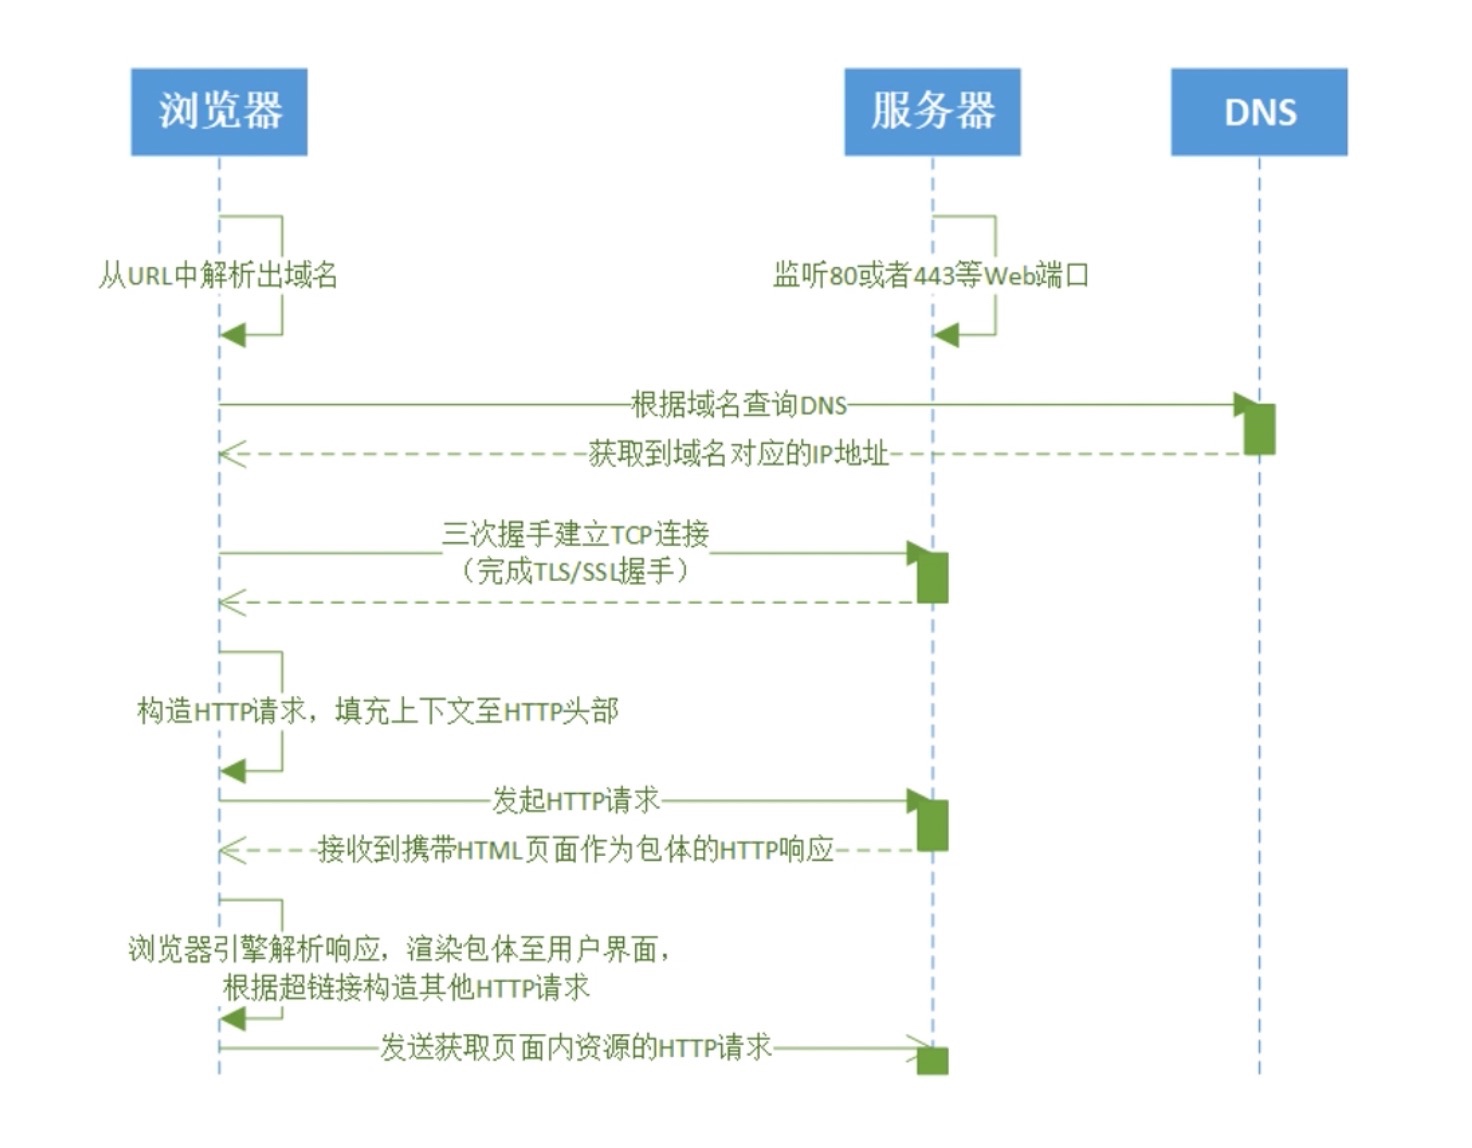 浏览器
服务器
DNS
从URL中解析出域名
监听80或者443等Web端口
根据域名查询DNS
获取到域名对应的IP地址
三次握手建立TCP连接
（完成TLS/SSL握手）
构造HTTP请求，填充上下文至HTTP头部
发起HTTP请求
接收到携带HTML页面作为包体的HTTP响应
浏览器引擎解析响应，渲染包体至用户界面，
根据超链接构造其他HTTP请求
发送获取页面内资源的HTTP请求